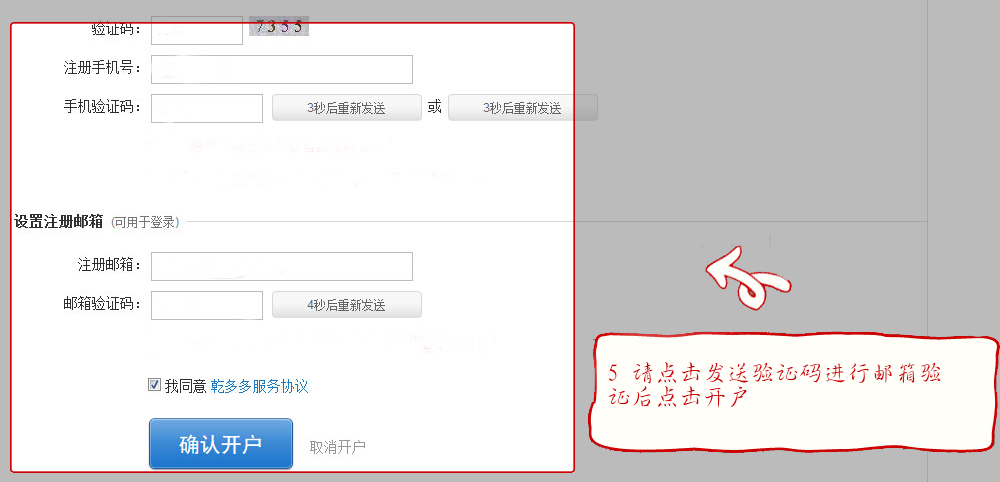 验证码： 7355
注册手机号：
手机验证码： 3秒后重新发送 或 3秒后重新发送
设置注册邮箱 (可用于登录)
注册邮箱：
邮箱验证码： 4秒后重新发送
我同意 乾多多服务协议
确认开户 取消开户
5 请点击发送验证码进行邮箱验
证后点击开户